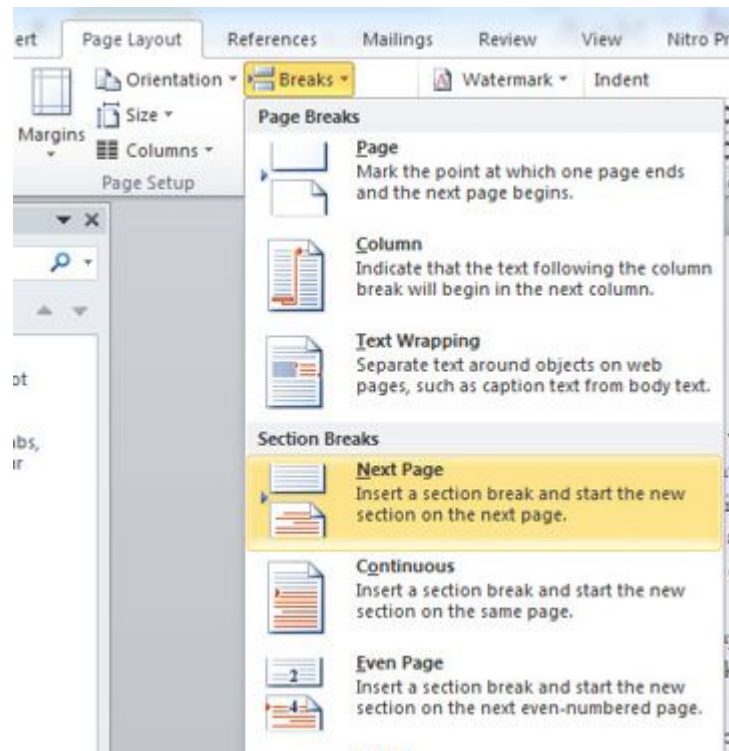 ert Page Layout References Mailings Review View Nitro Pr
Orientation Breaks Watermark Indent
Size
Margins
Columns
Page Setup
Page Breaks
Page
Mark the point at which one page ends
and the next page begins.
Column
Indicate that the text following the column
break will begin in the next column.
Text Wrapping
Separate text around objects on web
pages, such as caption text from body text.
ot
abs,
ur
Section Breaks
Next Page
Insert a section break and start the new
section on the next page.
Continuous
Insert a section break and start the new
section on the same page.
2
4
Even Page
Insert a section break and start the new
section on the next even-numbered page.